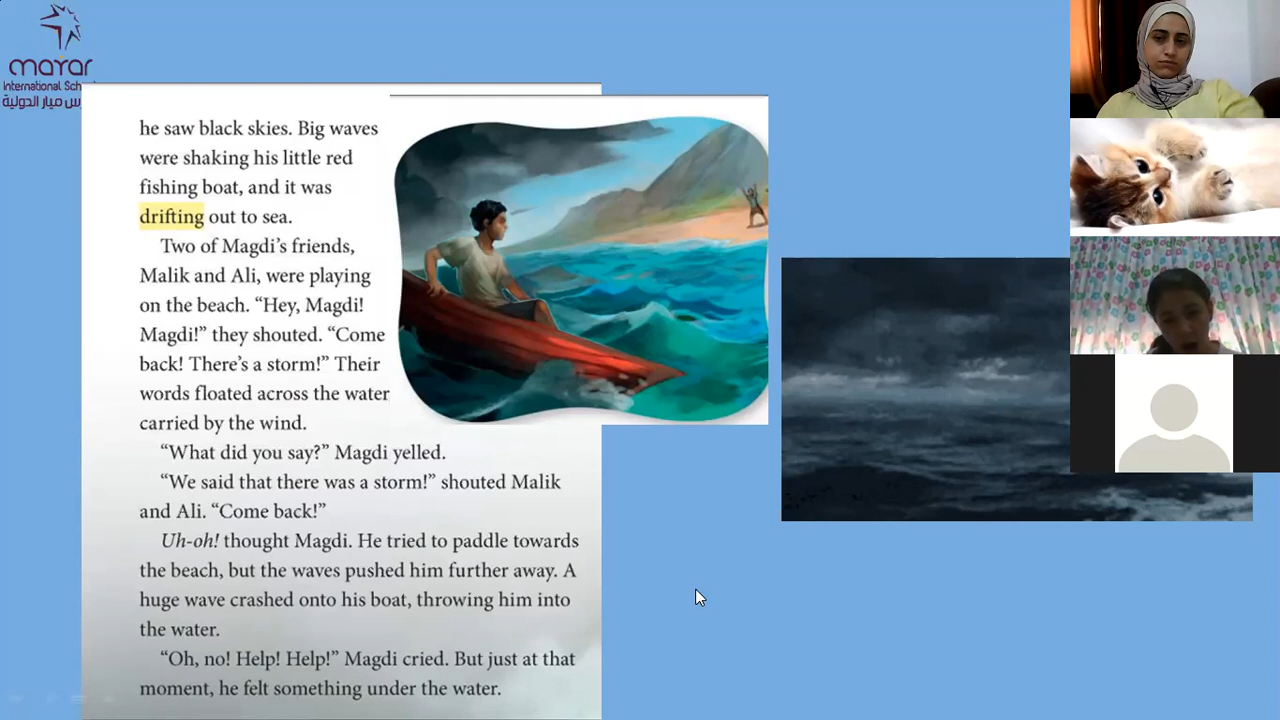 mayar
International Sch
س ميار الدولية
he saw black skies. Big waves
were shaking his little red
fishing boat, and it was
drifting out to sea.
Two of Magdi's friends,
Malik and Ali, were playing
on the beach. “Hey, Magdi!
Magdi!” they shouted. “Come
back! There's a storm!” Their
words floated across the water
carried by the wind.
“What did you say?” Magdi yelled.
“We said that there was a storm!” shouted Malik
and Ali. “Come back!”
Uh-oh! thought Magdi. He tried to paddle towards
the beach, but the waves pushed him further away. A
huge wave crashed onto his boat, throwing him into
the water.
“Oh, no! Help! Help!” Magdi cried. But just at that
moment, he felt something under the water.